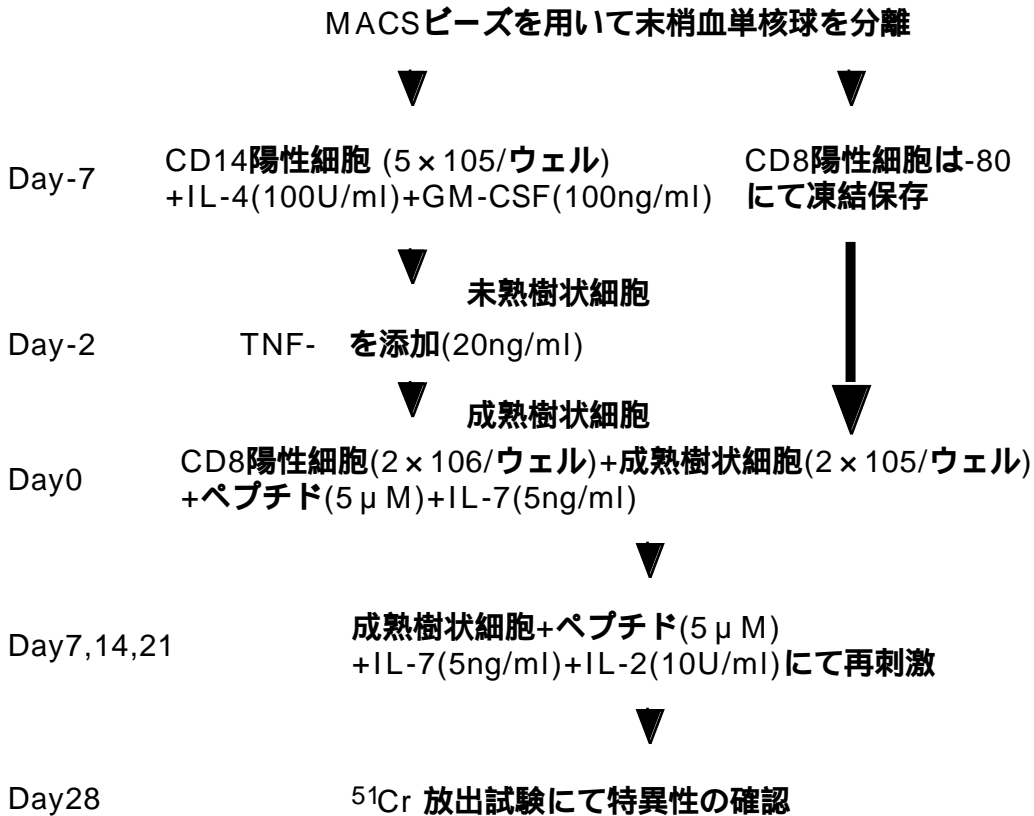 MACSビーズを用いて末梢血単核球を分離
Day-7
CD14陽性細胞 (5×105/ウェル)
+IL-4(100U/ml)+GM-CSF(100ng/ml)
CD8陽性細胞は-80
にて凍結保存
未熟樹状細胞
Day-2
TNF- を添加(20ng/ml)
成熟樹状細胞
Day0
CD8陽性細胞(2×106/ウェル)+成熟樹状細胞(2×105/ウェル)
+ペプチド(5μM)+IL-7(5ng/ml)
Day7,14,21
成熟樹状細胞+ペプチド(5μM)
+IL-7(5ng/ml)+IL-2(10U/ml)にて再刺激
Day28
51Cr 放出試験にて特異性の確認